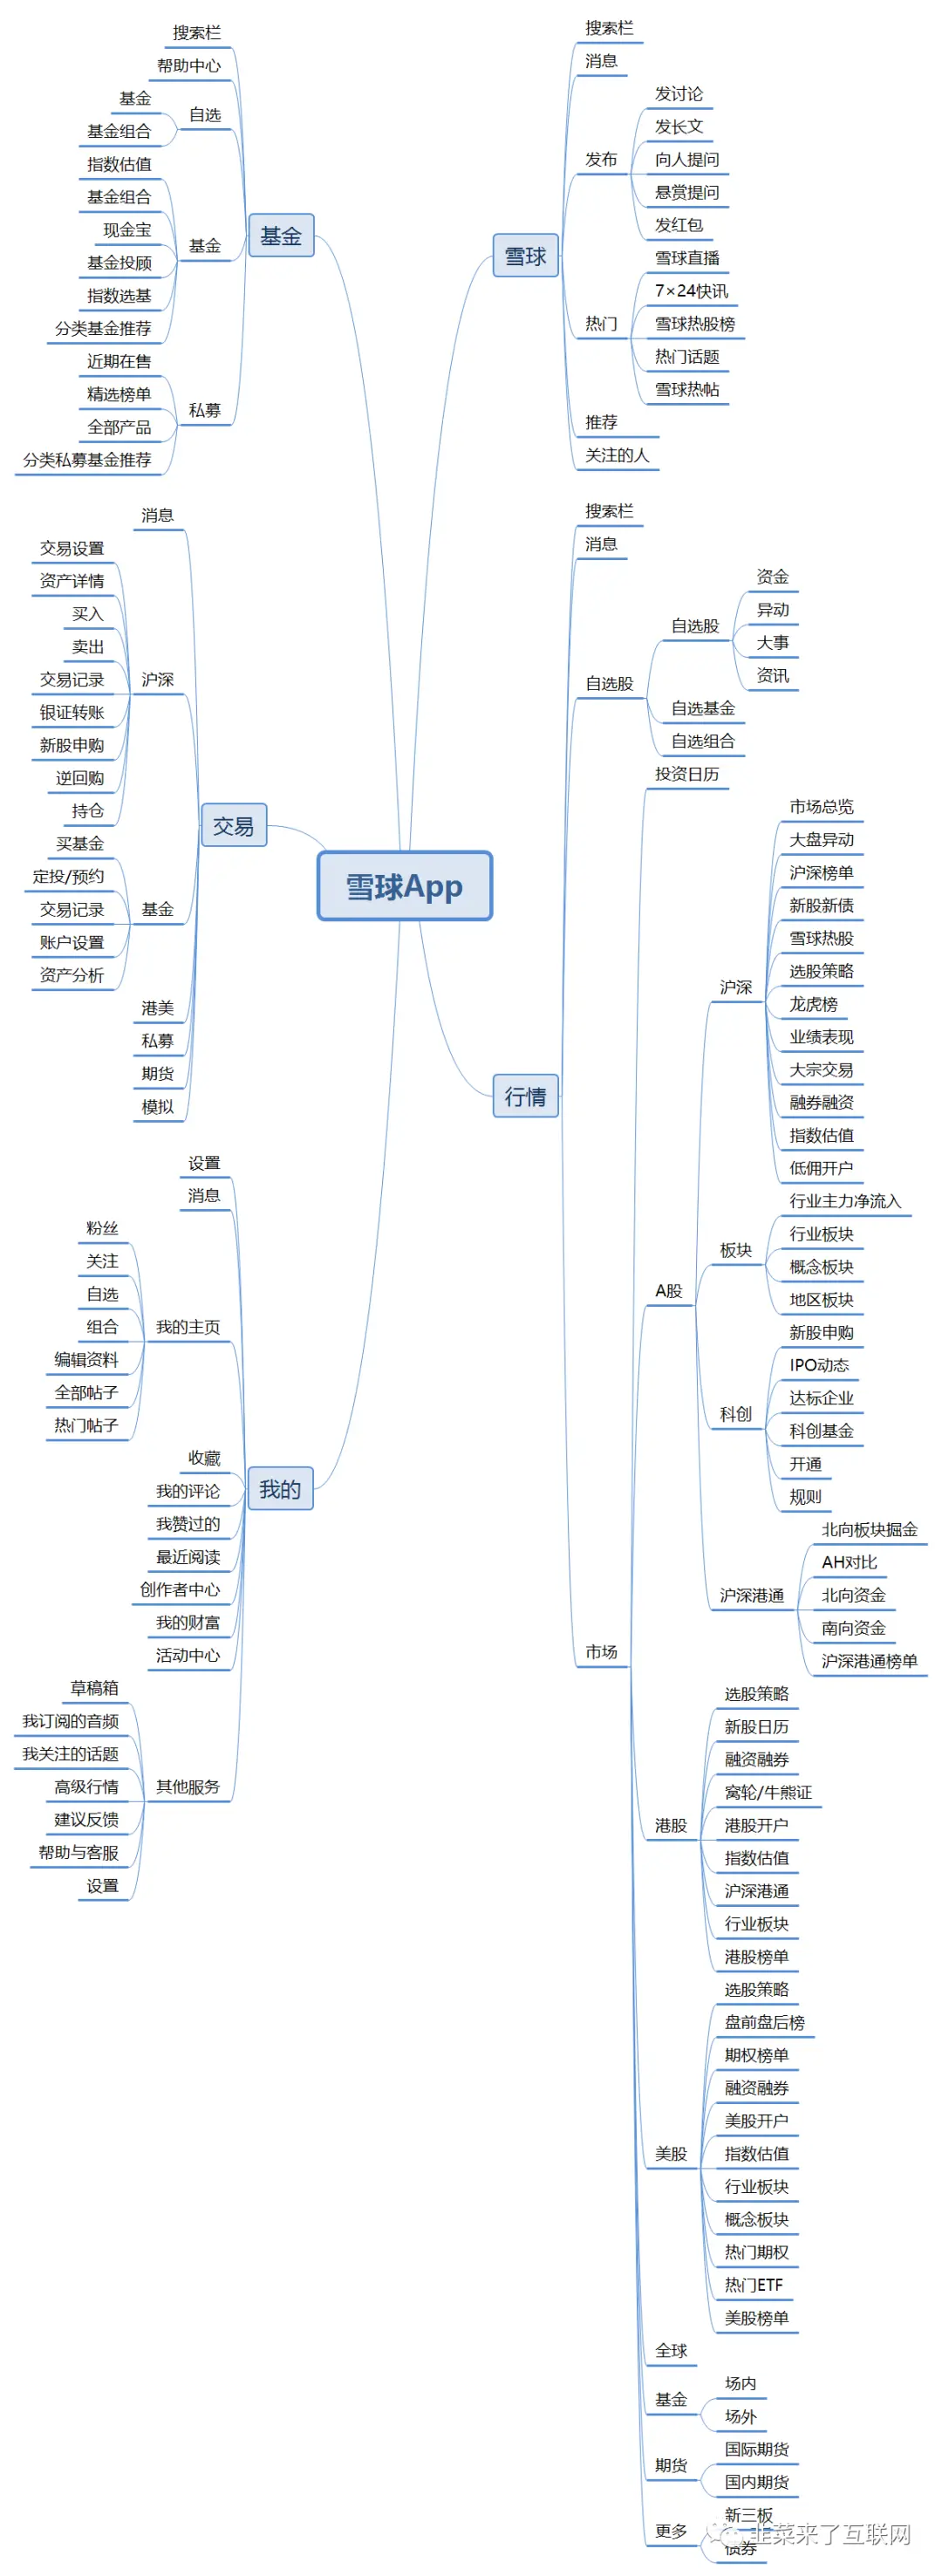 雪球App
雪球
搜索栏
消息
发布
发讨论
发长文
向人提问
悬赏提问
发红包
热门
雪球直播
7×24快讯
雪球热股榜
热门话题
雪球热帖
推荐
关注的人
行情
搜索栏
消息
自选股
自选股
资金
异动
大事
资讯
自选基金
自选组合
市场
投资日历
A股
沪深
市场总览
大盘异动
沪深榜单
新股新债
雪球热股
选股策略
龙虎榜
业绩表现
大宗交易
融券融资
指数估值
低佣开户
板块
行业主力净流入
行业板块
概念板块
地区板块
科创
新股申购
IPO动态
达标企业
科创基金
开通
规则
沪深港通
北向板块掘金
AH对比
北向资金
南向资金
沪深港通榜单
港股
选股策略
新股日历
融资融券
窝轮/牛熊证
港股开户
指数估值
沪深港通
行业板块
港股榜单
美股
选股策略
盘前盘后榜
期权榜单
融资融券
美股开户
指数估值
行业板块
概念板块
热门期权
热门ETF
美股榜单
全球
基金
场内
场外
期货
国际期货
国内期货
更多
新三板
债券
基金
搜索栏
帮助中心
自选
基金
基金组合
基金
指数估值
基金组合
现金宝
基金投顾
指数选基
分类基金推荐
私募
近期在售
精选榜单
全部产品
分类私募基金推荐
交易
消息
沪深
交易设置
资产详情
买入
卖出
交易记录
银证转账
新股申购
逆回购
持仓
基金
买基金
定投/预约
交易记录
账户设置
资产分析
港美
私募
期货
模拟
我的
设置
消息
我的主页
粉丝
关注
自选
组合
编辑资料
全部帖子
热门帖子
收藏
我的评论
我赞过的
最近阅读
创作者中心
我的财富
活动中心
其他服务
草稿箱
我订阅的音频
我关注的话题
高级行情
建议反馈
帮助与客服
设置
韭菜来了互联网